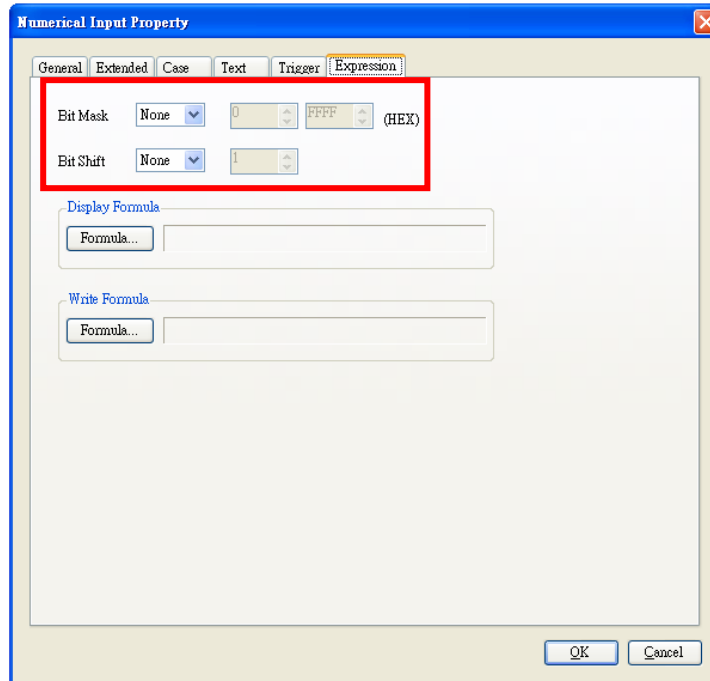 Numerical Input Property
General Extended Case Text Trigger Expression
Bit Mask None 0 FFFF (HEX)
Bit Shift None 1
Display Formula
Formula...
Write Formula
Formula...
OK Cancel